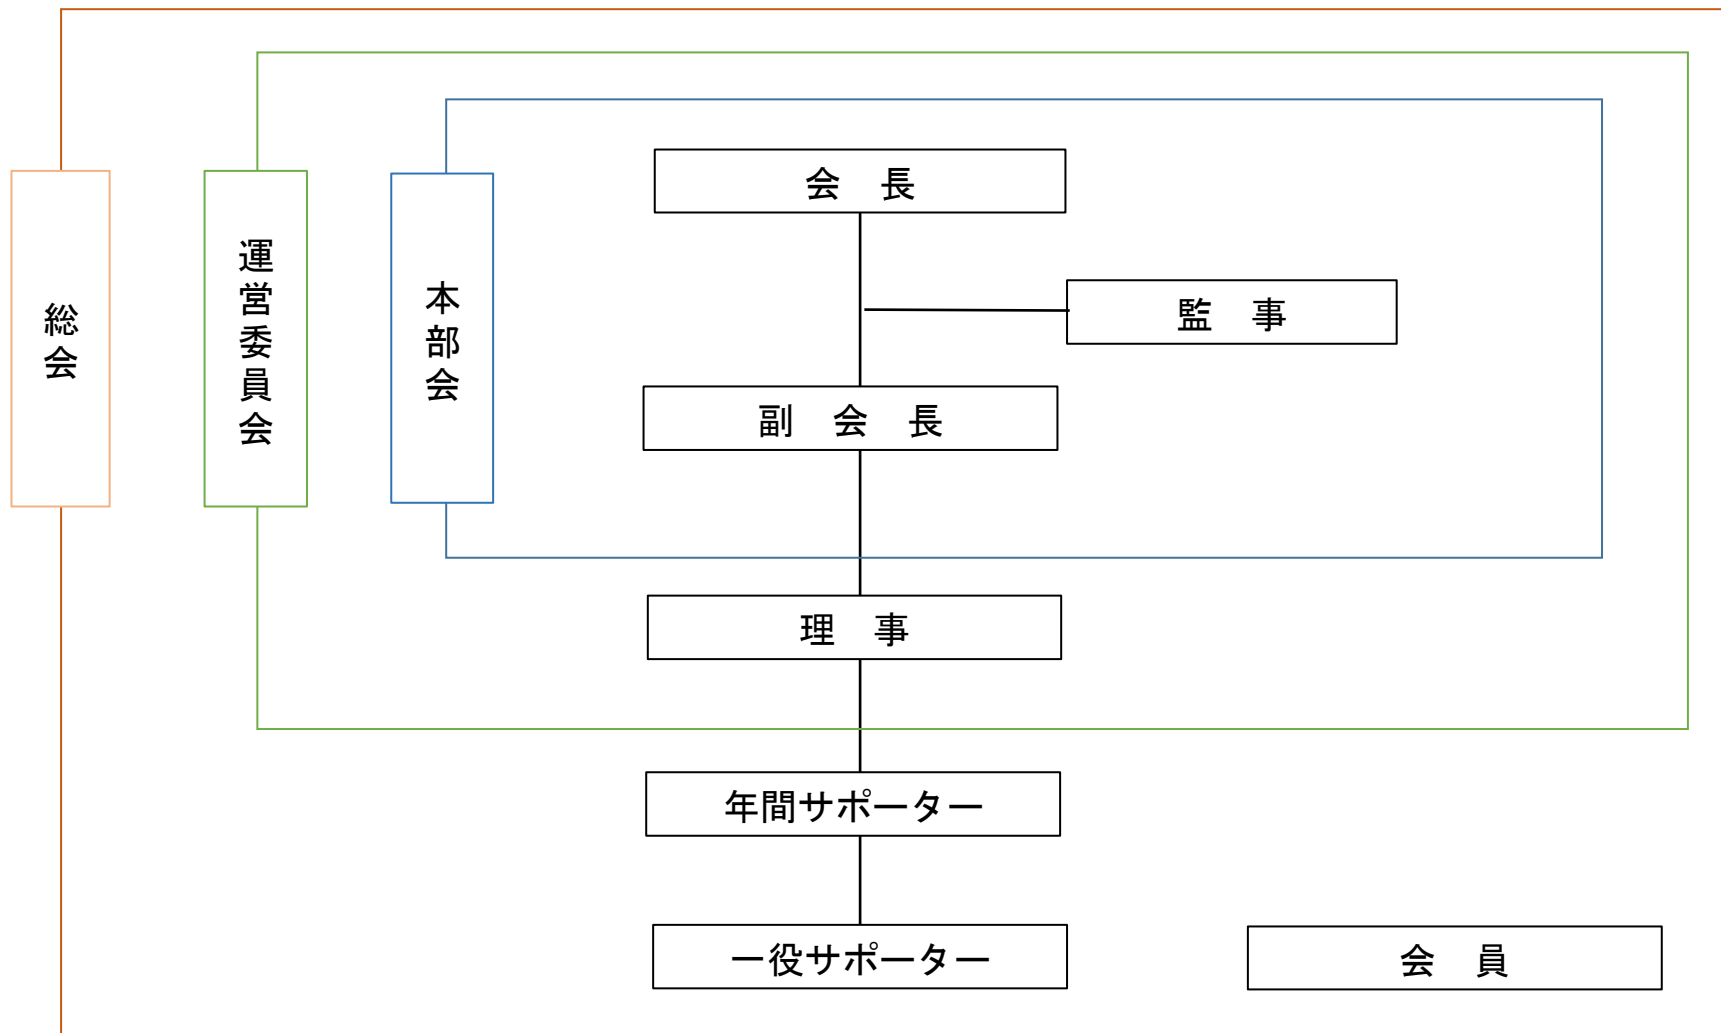 総会
運営委員会
本部会
会　長
監　事
副　会　長
理　事
年間サポーター
一役サポーター
会　員